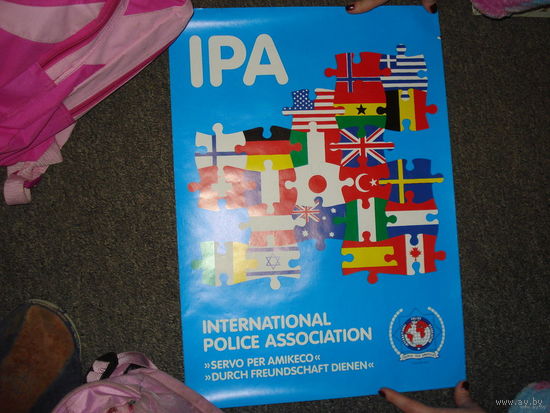 IPA
INTERNATIONAL
POLICE ASSOCIATION
»SERVO PER AMIKECO«
»DURCH FREUNDSCHAFT DIENEN«
www.ay.by